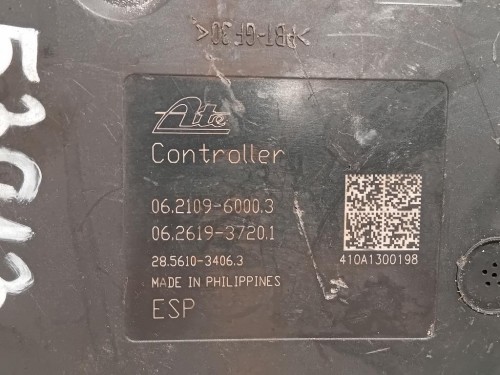 >PBT-GF30<
Ate
Controller
06.2109-6000.3
06.2619-3720.1
28.5610-3406.3
410A1300198
MADE IN PHILIPPINES
ESP